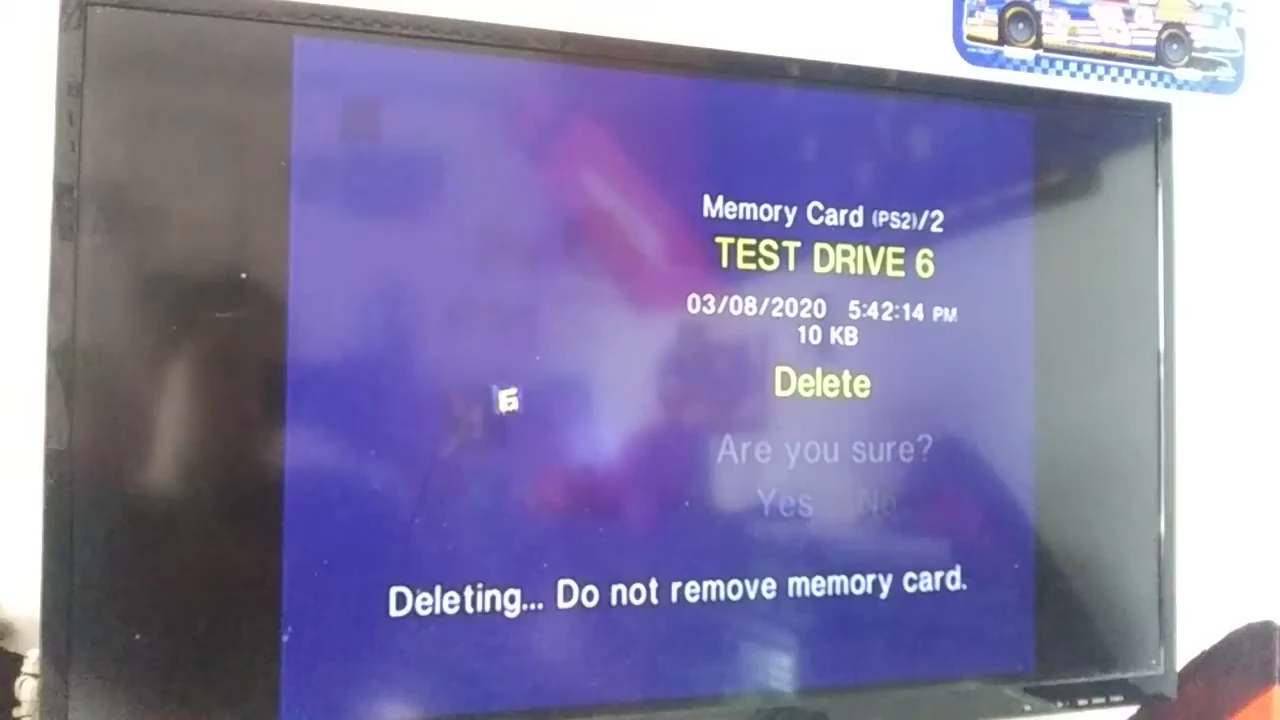 Memory Card (PS2)/2
TEST DRIVE 6
03/08/2020 5:42:14 PM
10 KB
Delete
6
Are you sure?
Yes No
Deleting... Do not remove memory card.